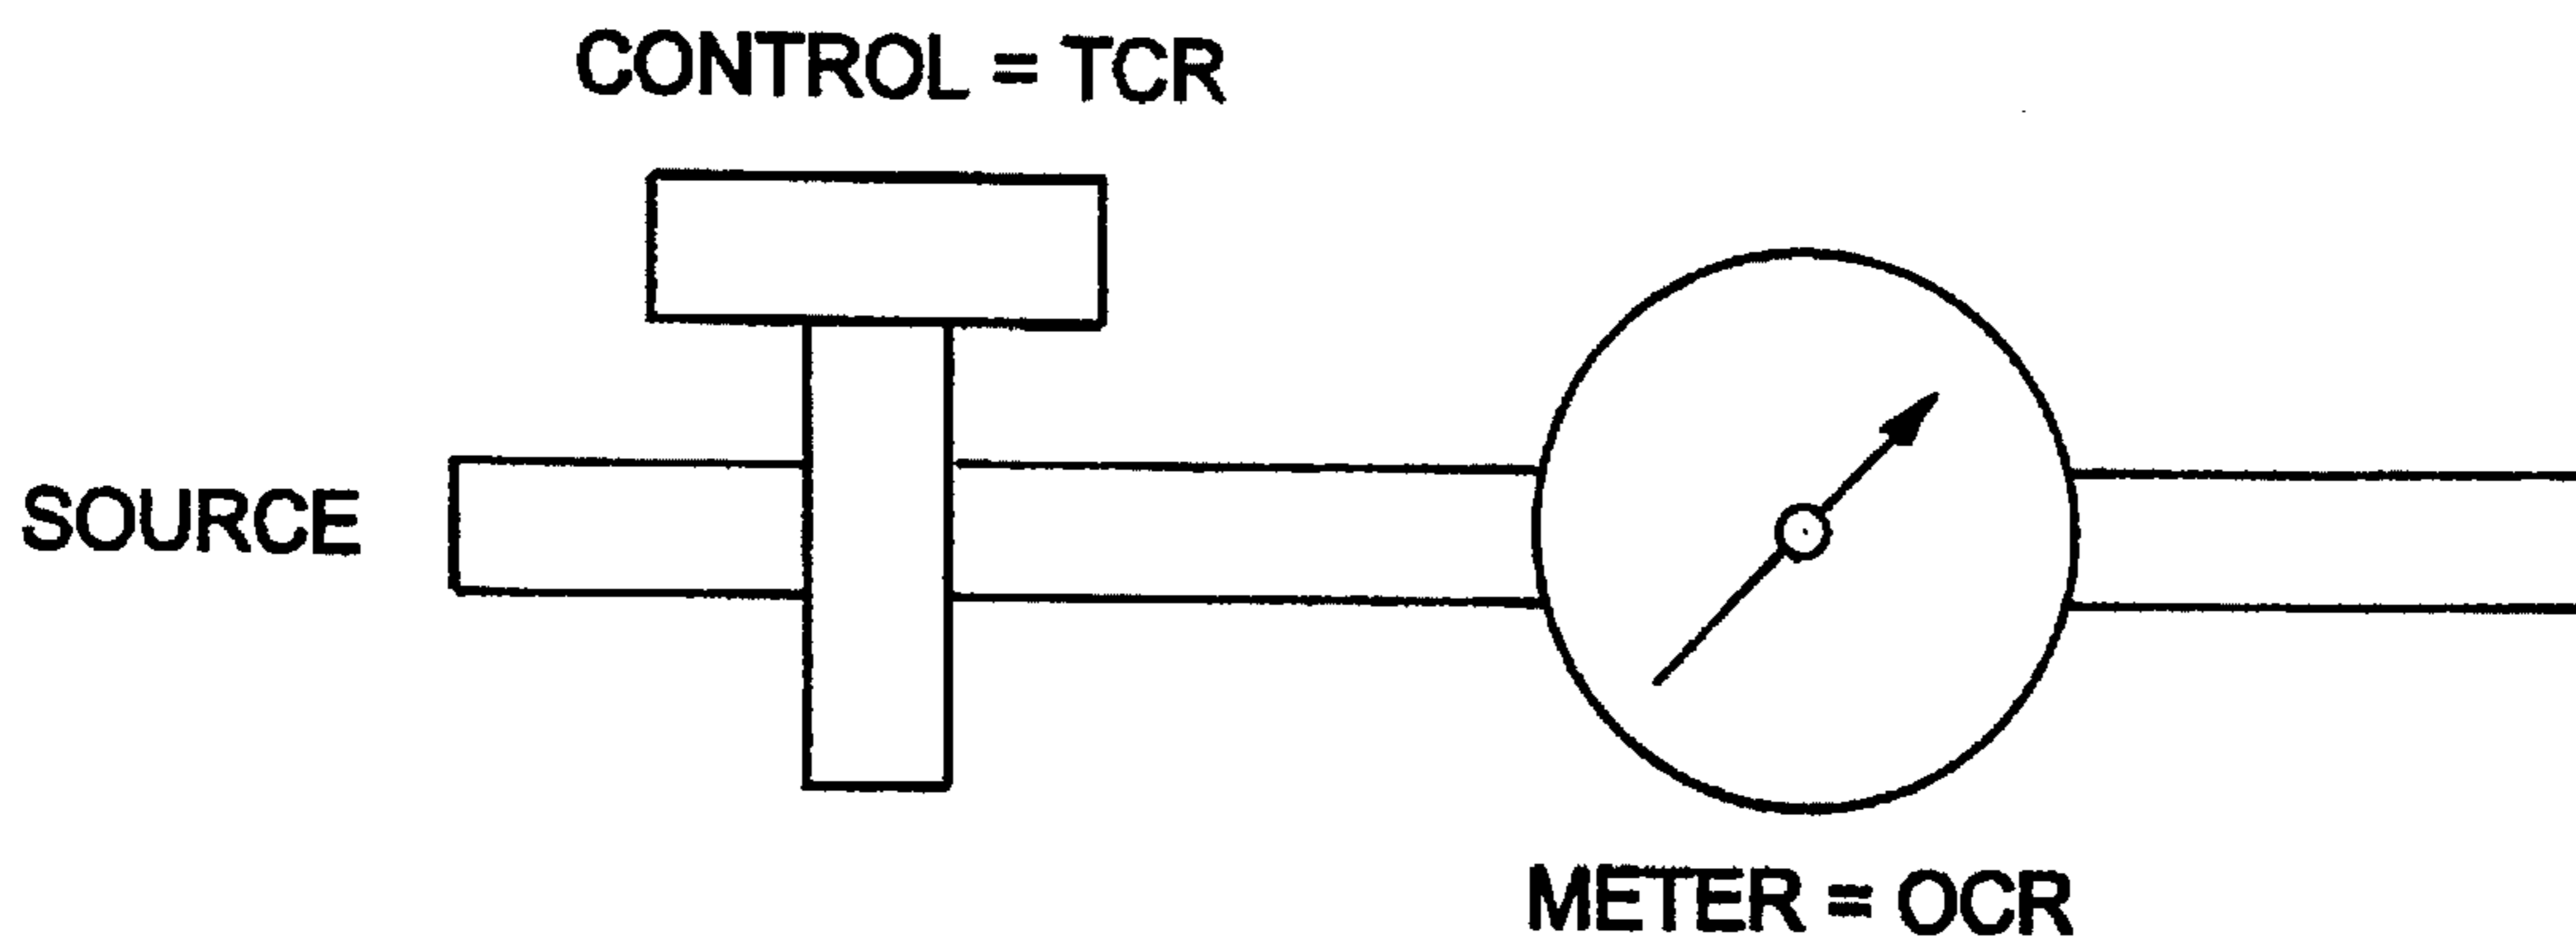 CONTROL = TCR
SOURCE
METER = OCR